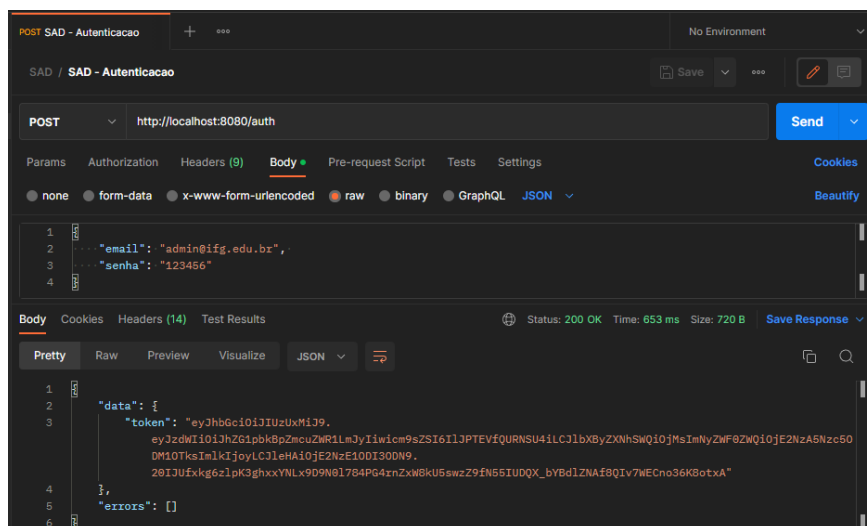 POST SAD - Autenticacao + ooo No Environment
SAD / SAD - Autenticacao Save ooo
POST http://localhost:8080/auth Send
Params Authorization Headers (9) Body Pre-request Script Tests Settings Cookies
none form-data x-www-form-urlencoded raw binary GraphQL JSON Beautify
1 {
2 "email": "admin@ifg.edu.br",
3 "senha": "123456"
4 }
Body Cookies Headers (14) Test Results Status: 200 OK Time: 653 ms Size: 720 B Save Response
Pretty Raw Preview Visualize JSON
1 {
2 "data": {
3 "token": "eyJhbGciOiJIUzUxMiJ9.
eyJzdWIiOiJhZG1pbkBpZmcuZWR1LmJyIiwicm9sZSI6IlJPTEVfQURNSU4iLCJlbXByZXNhSWQiOjMsImNyZWF0ZWQiOjE2NzA5Nzc5O
DM1OTksImlkIjoyLCJleHAiOjE2NzE1ODI3ODN9.
20IJUfxkg6zlpK3ghxxYNLx9D9N0l784PG4rnZxW8kU5swzZ9fN55IUDQX_bYBdlZNAf8QIv7WECno36K8otxA"
4 },
5 "errors": []
6 }